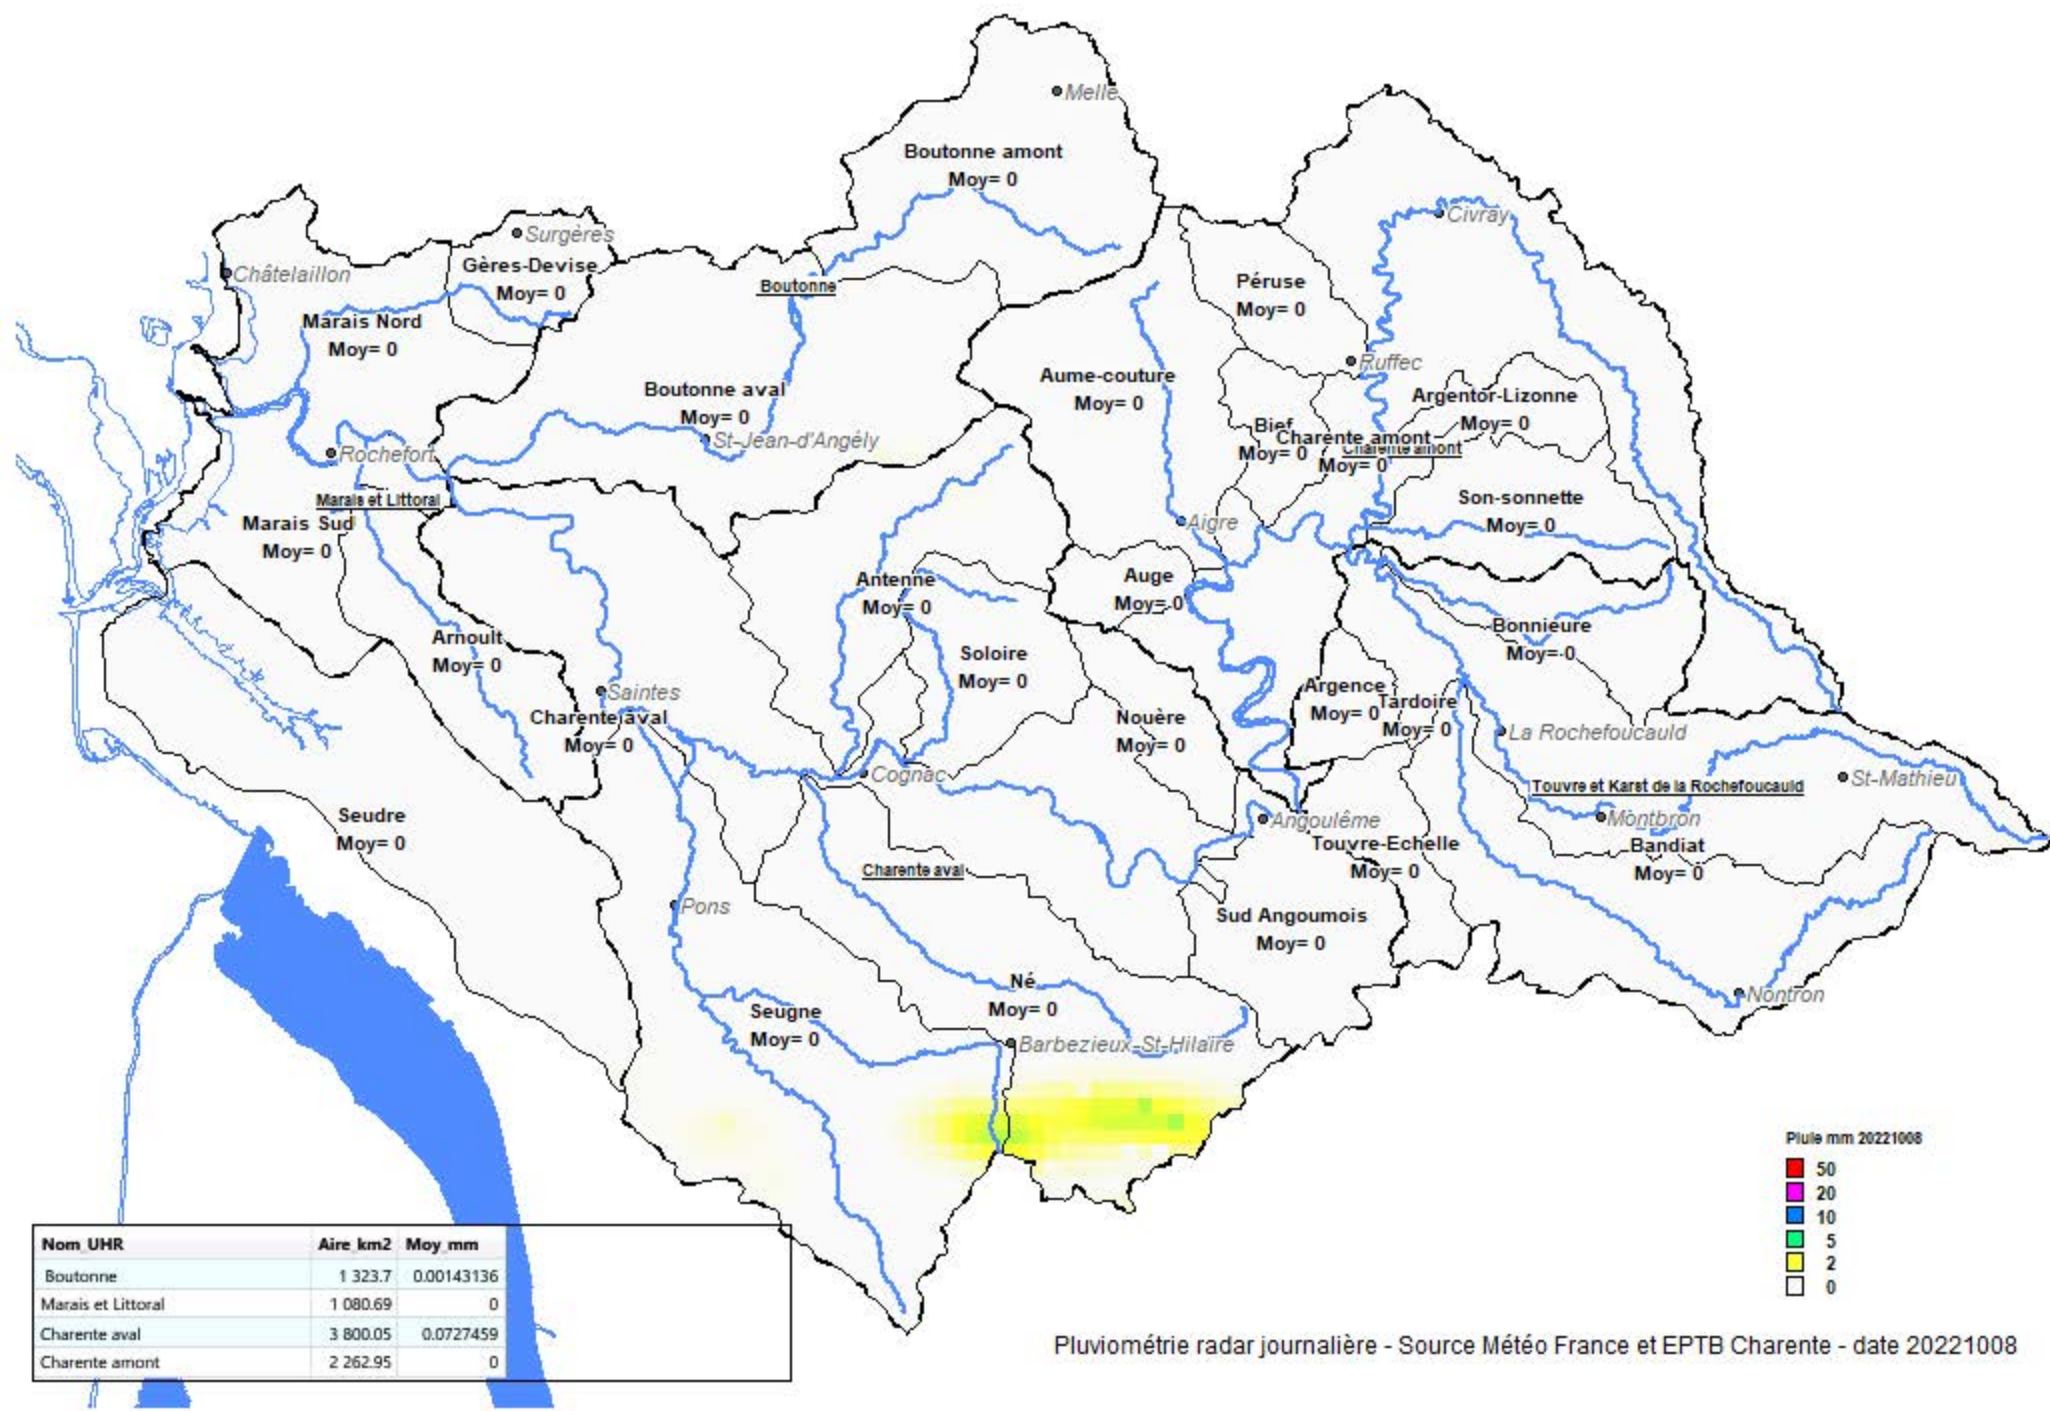 Melle
Boutonne amont
Moy= 0
Civray
Surgères
Châtelaillon
Gères-Devise
Moy= 0
Boutonne
Péruse
Moy= 0
Marais Nord
Moy= 0
Ruffec
Boutonne aval
Moy= 0
Aume-couture
Moy= 0
Argentor-Lizonne
Moy= 0
Bief
Moy= 0
Charente amont
Moy= 0
Charente amont
St-Jean-d'Angély
Rochefort
Marais et Littoral
Marais Sud
Moy= 0
Son-sonnette
Moy= 0
Aigre
Antenne
Moy= 0
Auge
Moy= 0
Bonnieure
Moy= 0
Arnoult
Moy= 0
Soloire
Moy= 0
Saintes
Charente aval
Moy= 0
Nouère
Moy= 0
Argence
Moy= 0
Tardoire
Moy= 0
La Rochefoucauld
Cognac
Touvre et Karst de la Rochefoucauld
St-Mathieu
Seudre
Moy= 0
Angoulême
Montbron
Touvre-Echelle
Moy= 0
Bandiat
Moy= 0
Charente aval
Pons
Sud Angoumois
Moy= 0
Né
Moy= 0
Nontron
Seugne
Moy= 0
Barbezieux-St-Hilaire
Pluie mm 20221008
50
20
10
5
2
0
Nom_UHR Aire_km2 Moy_mm
Boutonne 1 323.7 0.00143136
Marais et Littoral 1 080.69 0
Charente aval 3 800.05 0.0727459
Charente amont 2 262.95 0
Pluviométrie radar journalière - Source Météo France et EPTB Charente - date 20221008